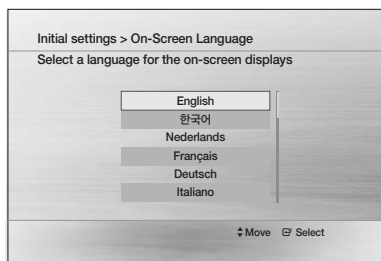 Initial settings > On-Screen Language
Select a language for the on-screen displays
English
한국어
Nederlands
Français
Deutsch
Italiano
Move Select